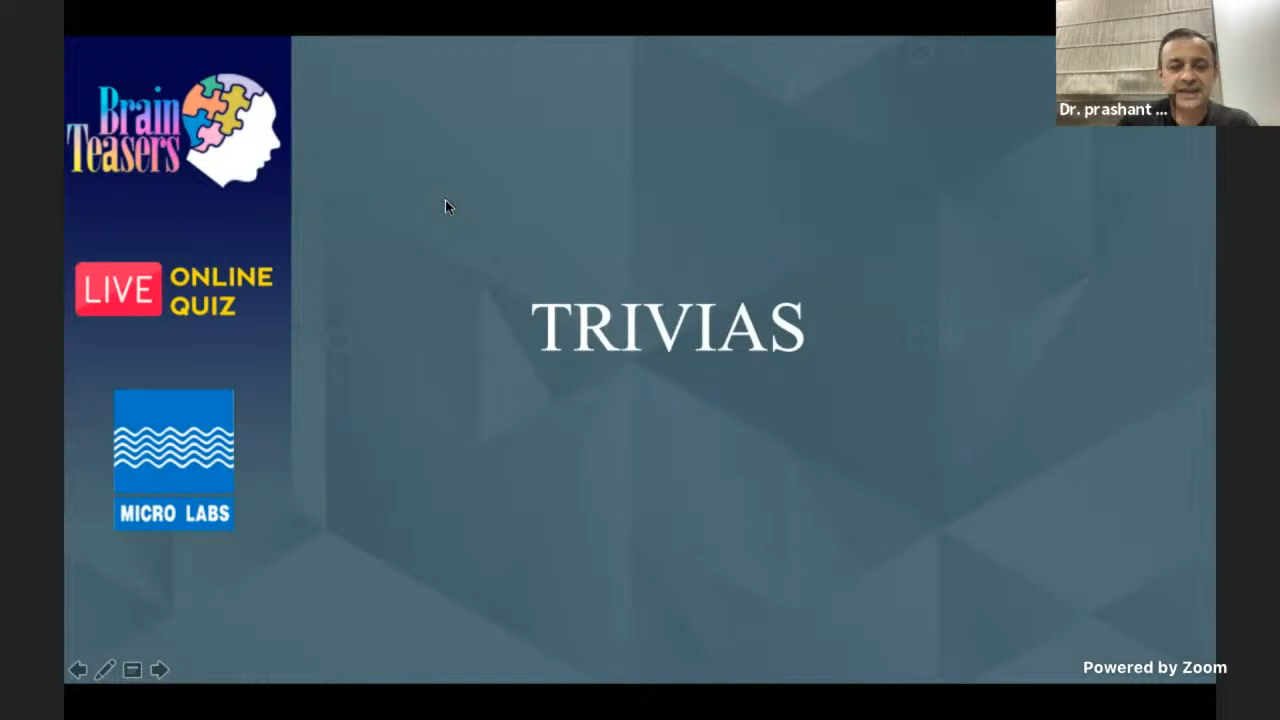 Brain
Teasers
LIVE ONLINE
QUIZ
MICRO LABS
TRIVIAS
Dr. prashant ...
Powered by Zoom